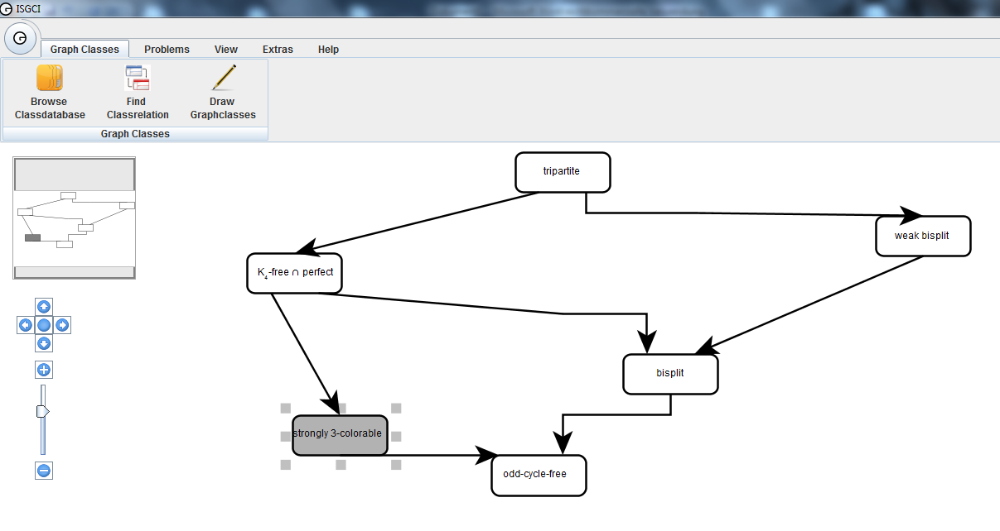 ISGCI
Graph Classes
Problems
View
Extras
Help
Browse
Classdatabase
Find
Classrelation
Draw
Graphclasses
Graph Classes
tripartite
weak bisplit
K₄-free ∩ perfect
bisplit
strongly 3-colorable
odd-cycle-free